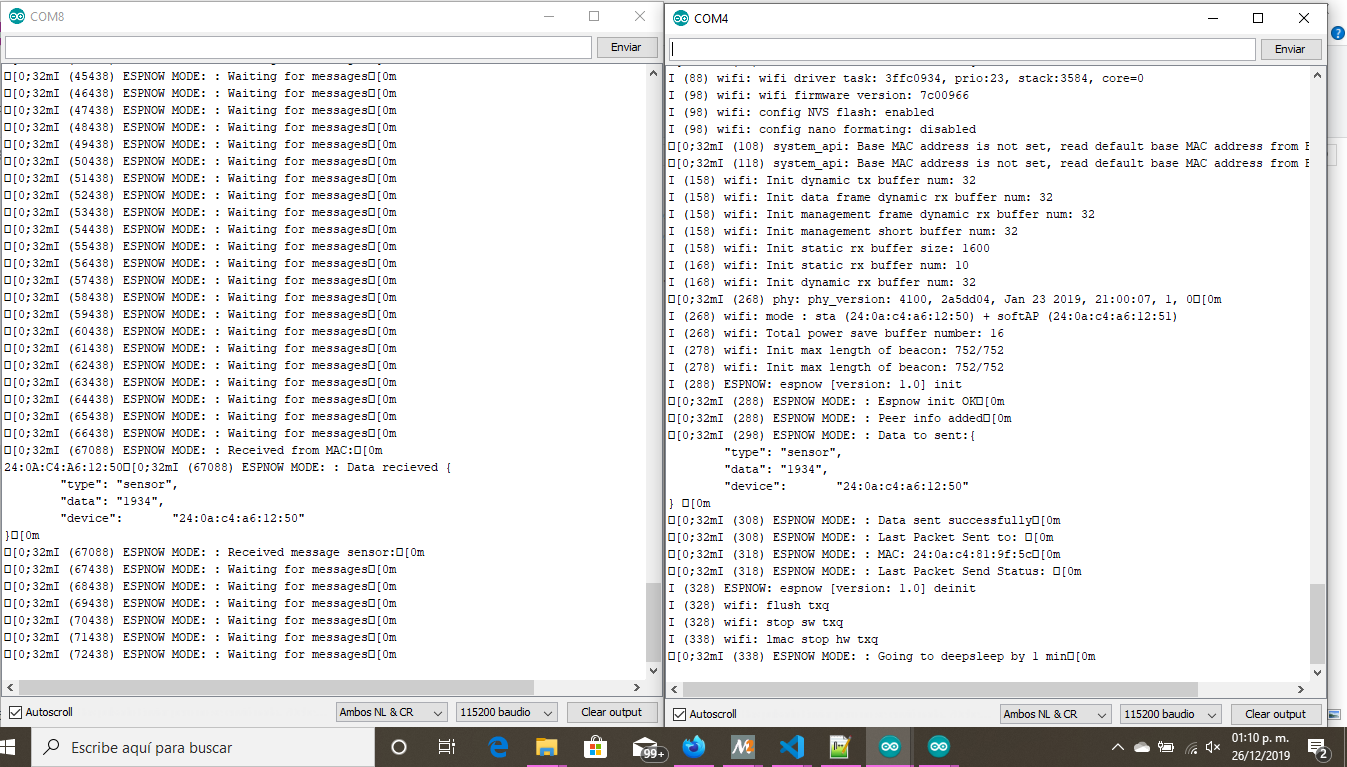 COM8
Enviar
□[0;32mI (45438) ESPNOW MODE: : Waiting for messages□[0m
□[0;32mI (46438) ESPNOW MODE: : Waiting for messages□[0m
□[0;32mI (47438) ESPNOW MODE: : Waiting for messages□[0m
□[0;32mI (48438) ESPNOW MODE: : Waiting for messages□[0m
□[0;32mI (49438) ESPNOW MODE: : Waiting for messages□[0m
□[0;32mI (50438) ESPNOW MODE: : Waiting for messages□[0m
□[0;32mI (51438) ESPNOW MODE: : Waiting for messages□[0m
□[0;32mI (52438) ESPNOW MODE: : Waiting for messages□[0m
□[0;32mI (53438) ESPNOW MODE: : Waiting for messages□[0m
□[0;32mI (54438) ESPNOW MODE: : Waiting for messages□[0m
□[0;32mI (55438) ESPNOW MODE: : Waiting for messages□[0m
□[0;32mI (56438) ESPNOW MODE: : Waiting for messages□[0m
□[0;32mI (57438) ESPNOW MODE: : Waiting for messages□[0m
□[0;32mI (58438) ESPNOW MODE: : Waiting for messages□[0m
□[0;32mI (59438) ESPNOW MODE: : Waiting for messages□[0m
□[0;32mI (60438) ESPNOW MODE: : Waiting for messages□[0m
□[0;32mI (61438) ESPNOW MODE: : Waiting for messages□[0m
□[0;32mI (62438) ESPNOW MODE: : Waiting for messages□[0m
□[0;32mI (63438) ESPNOW MODE: : Waiting for messages□[0m
□[0;32mI (64438) ESPNOW MODE: : Waiting for messages□[0m
□[0;32mI (65438) ESPNOW MODE: : Waiting for messages□[0m
□[0;32mI (66438) ESPNOW MODE: : Waiting for messages□[0m
□[0;32mI (67088) ESPNOW MODE: : Received from MAC:□[0m
24:0A:C4:A6:12:50□[0;32mI (67088) ESPNOW MODE: : Data recieved {
"type": "sensor",
"data": "1934",
"device": "24:0a:c4:a6:12:50"
}□[0m
□[0;32mI (67088) ESPNOW MODE: : Received message sensor:□[0m
□[0;32mI (67438) ESPNOW MODE: : Waiting for messages□[0m
□[0;32mI (68438) ESPNOW MODE: : Waiting for messages□[0m
□[0;32mI (69438) ESPNOW MODE: : Waiting for messages□[0m
□[0;32mI (70438) ESPNOW MODE: : Waiting for messages□[0m
□[0;32mI (71438) ESPNOW MODE: : Waiting for messages□[0m
□[0;32mI (72438) ESPNOW MODE: : Waiting for messages□[0m
Autoscroll
Ambos NL & CR
115200 baudio
Clear output
COM4
Enviar
I (88) wifi: wifi driver task: 3ffc0934, prio:23, stack:3584, core=0
I (98) wifi: wifi firmware version: 7c00966
I (98) wifi: config NVS flash: enabled
I (98) wifi: config nano formating: disabled
□[0;32mI (108) system_api: Base MAC address is not set, read default base MAC address from
□[0;32mI (118) system_api: Base MAC address is not set, read default base MAC address from
I (158) wifi: Init dynamic tx buffer num: 32
I (158) wifi: Init data frame dynamic rx buffer num: 32
I (158) wifi: Init management frame dynamic rx buffer num: 32
I (158) wifi: Init management short buffer num: 32
I (158) wifi: Init static rx buffer size: 1600
I (168) wifi: Init static rx buffer num: 10
I (168) wifi: Init dynamic rx buffer num: 32
□[0;32mI (268) phy: phy_version: 4100, 2a5dd04, Jan 23 2019, 21:00:07, 1, 0□[0m
I (268) wifi: mode : sta (24:0a:c4:a6:12:50) + softAP (24:0a:c4:a6:12:51)
I (268) wifi: Total power save buffer number: 16
I (278) wifi: Init max length of beacon: 752/752
I (278) wifi: Init max length of beacon: 752/752
I (288) ESPNOW: espnow [version: 1.0] init
□[0;32mI (288) ESPNOW MODE: : Espnow init OK□[0m
□[0;32mI (288) ESPNOW MODE: : Peer info added□[0m
□[0;32mI (298) ESPNOW MODE: : Data to sent:{
"type": "sensor",
"data": "1934",
"device": "24:0a:c4:a6:12:50"
} □[0m
□[0;32mI (308) ESPNOW MODE: : Data sent successfully□[0m
□[0;32mI (308) ESPNOW MODE: : Last Packet Sent to: □[0m
□[0;32mI (318) ESPNOW MODE: : MAC: 24:0a:c4:81:9f:5c□[0m
□[0;32mI (318) ESPNOW MODE: : Last Packet Send Status: □[0m
I (328) ESPNOW: espnow [version: 1.0] deinit
I (328) wifi: flush txq
I (328) wifi: stop sw txq
I (338) wifi: lmac stop hw txq
□[0;32mI (338) ESPNOW MODE: : Going to deepsleep by 1 min□[0m
Autoscroll
Ambos NL & CR
115200 baudio
Clear output
Escribe aquí para buscar
99+
01:10 p. m.
26/12/2019
2